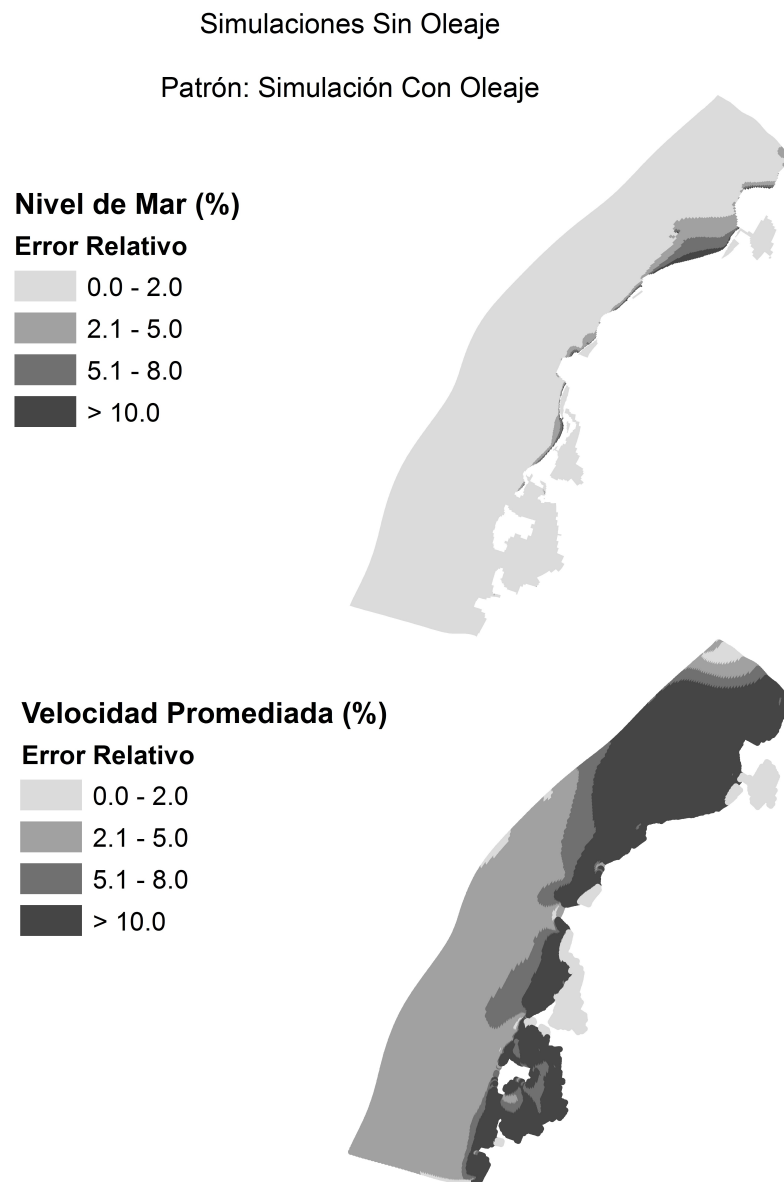 Simulaciones Sin Oleaje
Patrón: Simulación Con Oleaje
Nivel de Mar (%)
Error Relativo
0.0 - 2.0
2.1 - 5.0
5.1 - 8.0
> 10.0
Velocidad Promediada (%)
Error Relativo
0.0 - 2.0
2.1 - 5.0
5.1 - 8.0
> 10.0